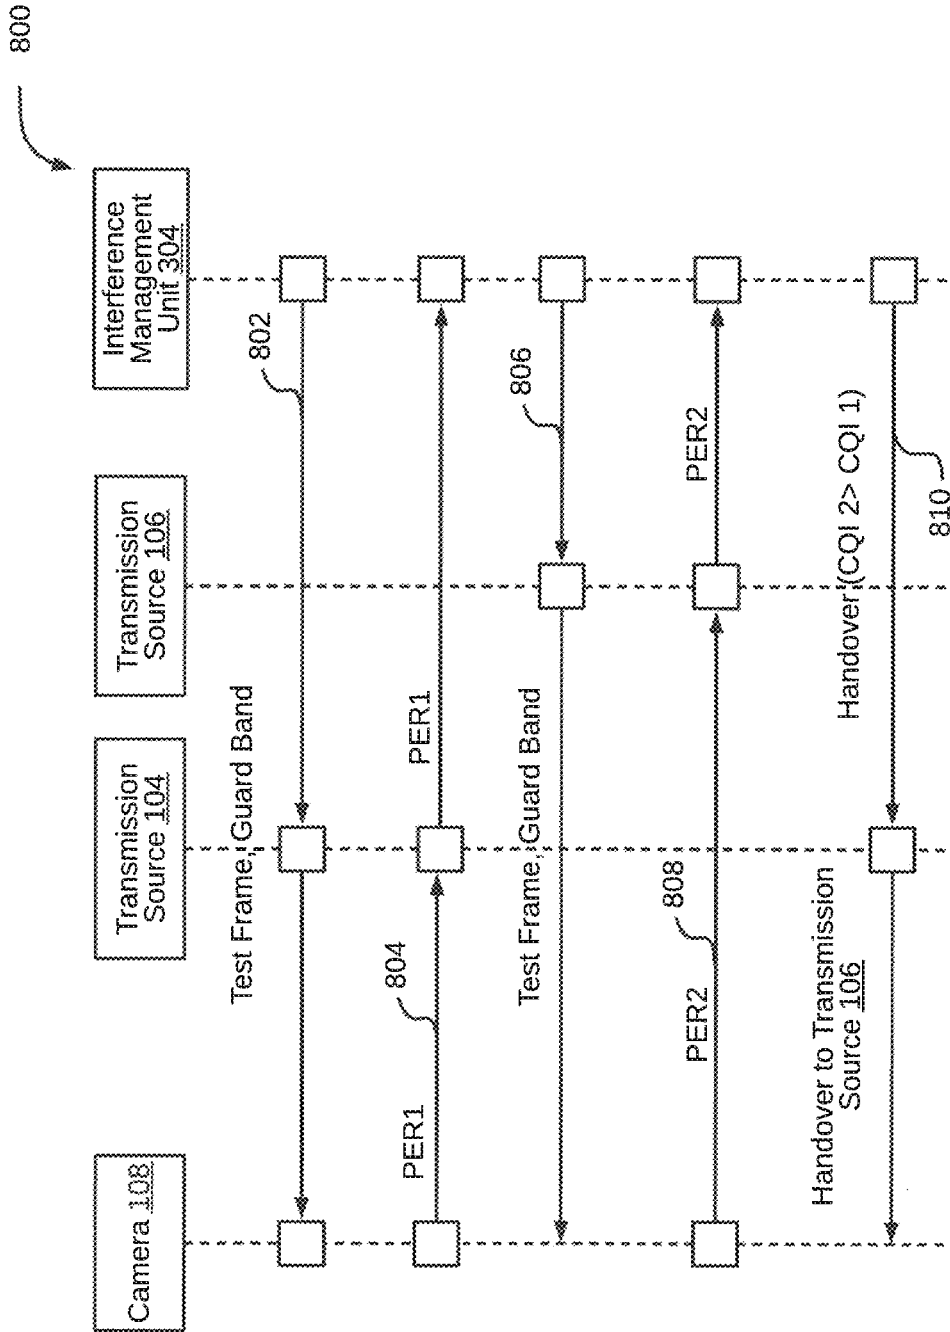 800
Camera 108
Transmission
Source 104
Transmission
Source 106
Interference
Management
Unit 304
Test Frame, Guard Band
802
PER1
804
PER1
Test Frame, Guard Band
806
PER2
808
PER2
Handover to Transmission
Source 106
Handover (CQI 2> CQI 1)
810